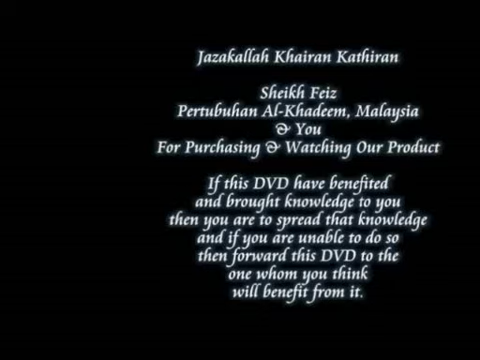 Jazakallah Khairan Kathiran
Sheikh Feiz
Pertubuhan Al-Khadeem, Malaysia
& You
For Purchasing & Watching Our Product
If this DVD have benefited
and brought knowledge to you
then you are to spread that knowledge
and if you are unable to do so
then forward this DVD to the
one whom you think
will benefit from it.